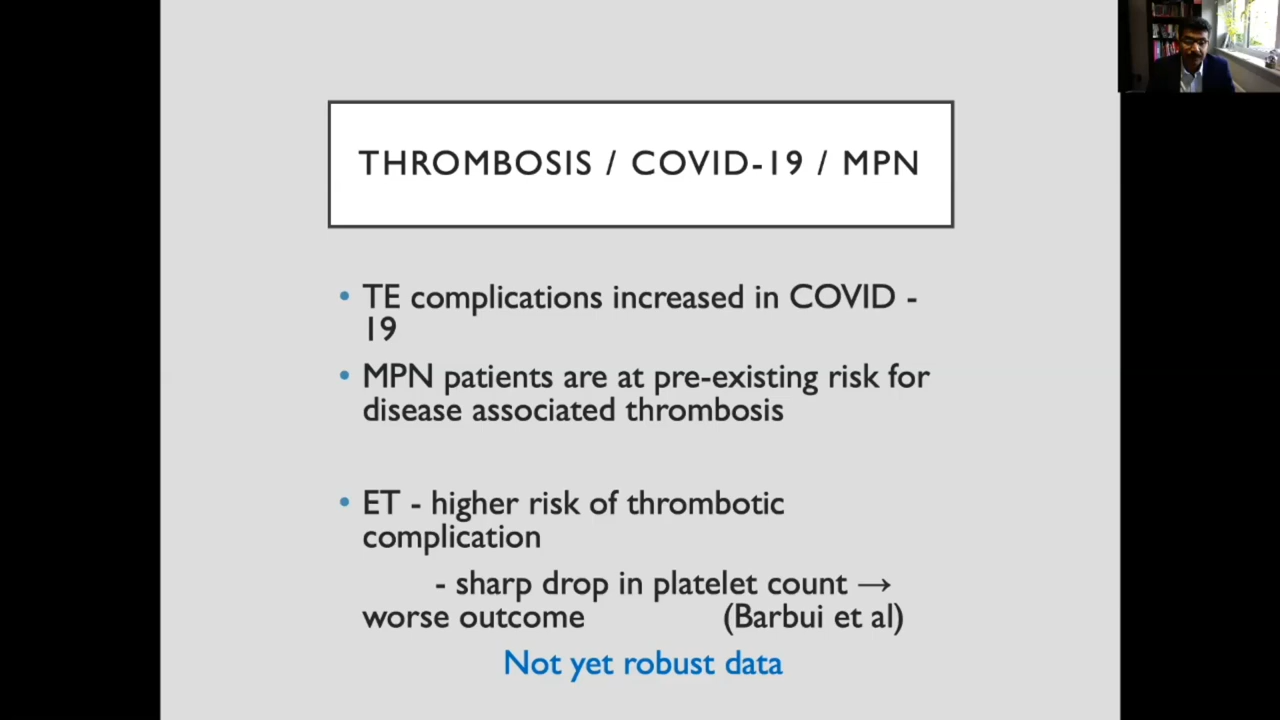 THROMBOSIS / COVID-19 / MPN
• TE complications increased in COVID -
19
• MPN patients are at pre-existing risk for
disease associated thrombosis
• ET - higher risk of thrombotic
complication
- sharp drop in platelet count →
worse outcome (Barbui et al)
Not yet robust data